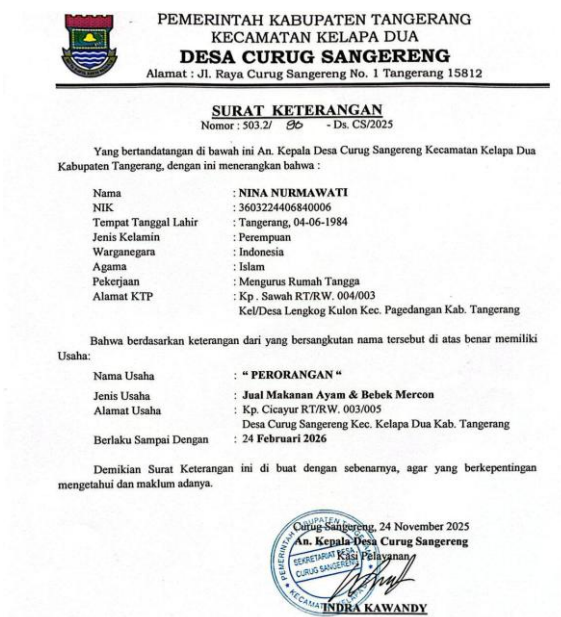 PEMERINTAH KABUPATEN TANGERANG
KECAMATAN KELAPA DUA
DESA CURUG SANGERENG
Alamat : Jl. Raya Curug Sangereng No. 1 Tangerang 15812
SURAT KETERANGAN
Nomor : 503.2/ 96 - Ds. CS/2025
Yang bertandatangan di bawah ini An. Kepala Desa Curug Sangereng Kecamatan Kelapa Dua
Kabupaten Tangerang, dengan ini menerangkan bahwa :
Nama : NINA NURMAWATI
NIK : 3603224406840006
Tempat Tanggal Lahir : Tangerang, 04-06-1984
Jenis Kelamin : Perempuan
Warganegara : Indonesia
Agama : Islam
Pekerjaan : Mengurus Rumah Tangga
Alamat KTP : Kp . Sawah RT/RW. 004/003
Kel/Desa Lengkog Kulon Kec. Pagedangan Kab. Tangerang
Bahwa berdasarkan keterangan dari yang bersangkutan nama tersebut di atas benar memiliki
Usaha:
Nama Usaha : “ PERORANGAN “
Jenis Usaha : Jual Makanan Ayam & Bebek Mercon
Alamat Usaha : Kp. Cicayur RT/RW. 003/005
Desa Curug Sangereng Kec. Kelapa Dua Kab. Tangerang
Berlaku Sampai Dengan : 24 Februari 2026
Demikian Surat Keterangan ini di buat dengan sebenarnya, agar yang berkepentingan
mengetahui dan maklum adanya.
Curug Sangereng, 24 November 2025
An. Kepala Desa Curug Sangereng
Kasi Pelayanan
SEKRETARIAT DESA
CURUG SANGERENG
INDRA KAWANDY